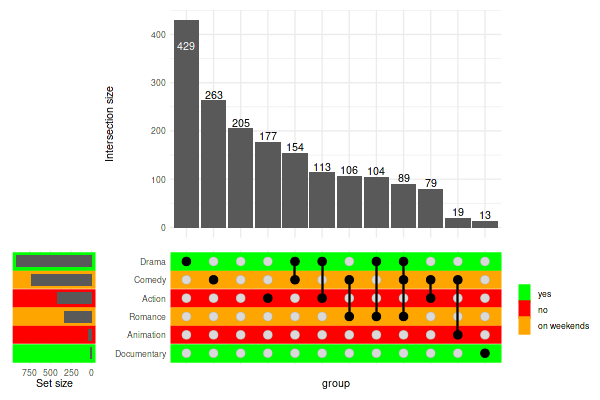 400
300
200
100
0
Intersection size
429
263
205
177
154
113
106
104
89
79
19
13
Drama
Comedy
Action
Romance
Animation
Documentary
750 500 250 0
Set size
group
yes
no
on weekends